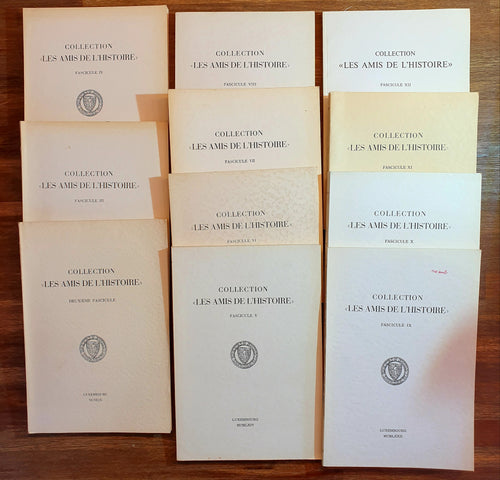 COLLECTION
«LES AMIS DE L'HISTOIRE»
FASCICULE IV
COLLECTION
«LES AMIS DE L'HISTOIRE»
FASCICULE III
COLLECTION
«LES AMIS DE L'HISTOIRE»
DEUXIÈME FASCICULE
LUXEMBOURG
COLLECTION
«LES AMIS DE L'HISTOIRE»
FASCICULE VIII
COLLECTION
«LES AMIS DE L'HISTOIRE»
FASCICULE VII
COLLECTION
«LES AMIS DE L'HISTOIRE»
FASCICULE VI
COLLECTION
«LES AMIS DE L'HISTOIRE»
FASCICULE V
LUXEMBOURG
MCMLXIV
COLLECTION
«LES AMIS DE L'HISTOIRE»
FASCICULE XII
COLLECTION
«LES AMIS DE L'HISTOIRE»
FASCICULE XI
COLLECTION
«LES AMIS DE L'HISTOIRE»
FASCICULE X
COLLECTION
«LES AMIS DE L'HISTOIRE»
FASCICULE IX
LUXEMBOURG